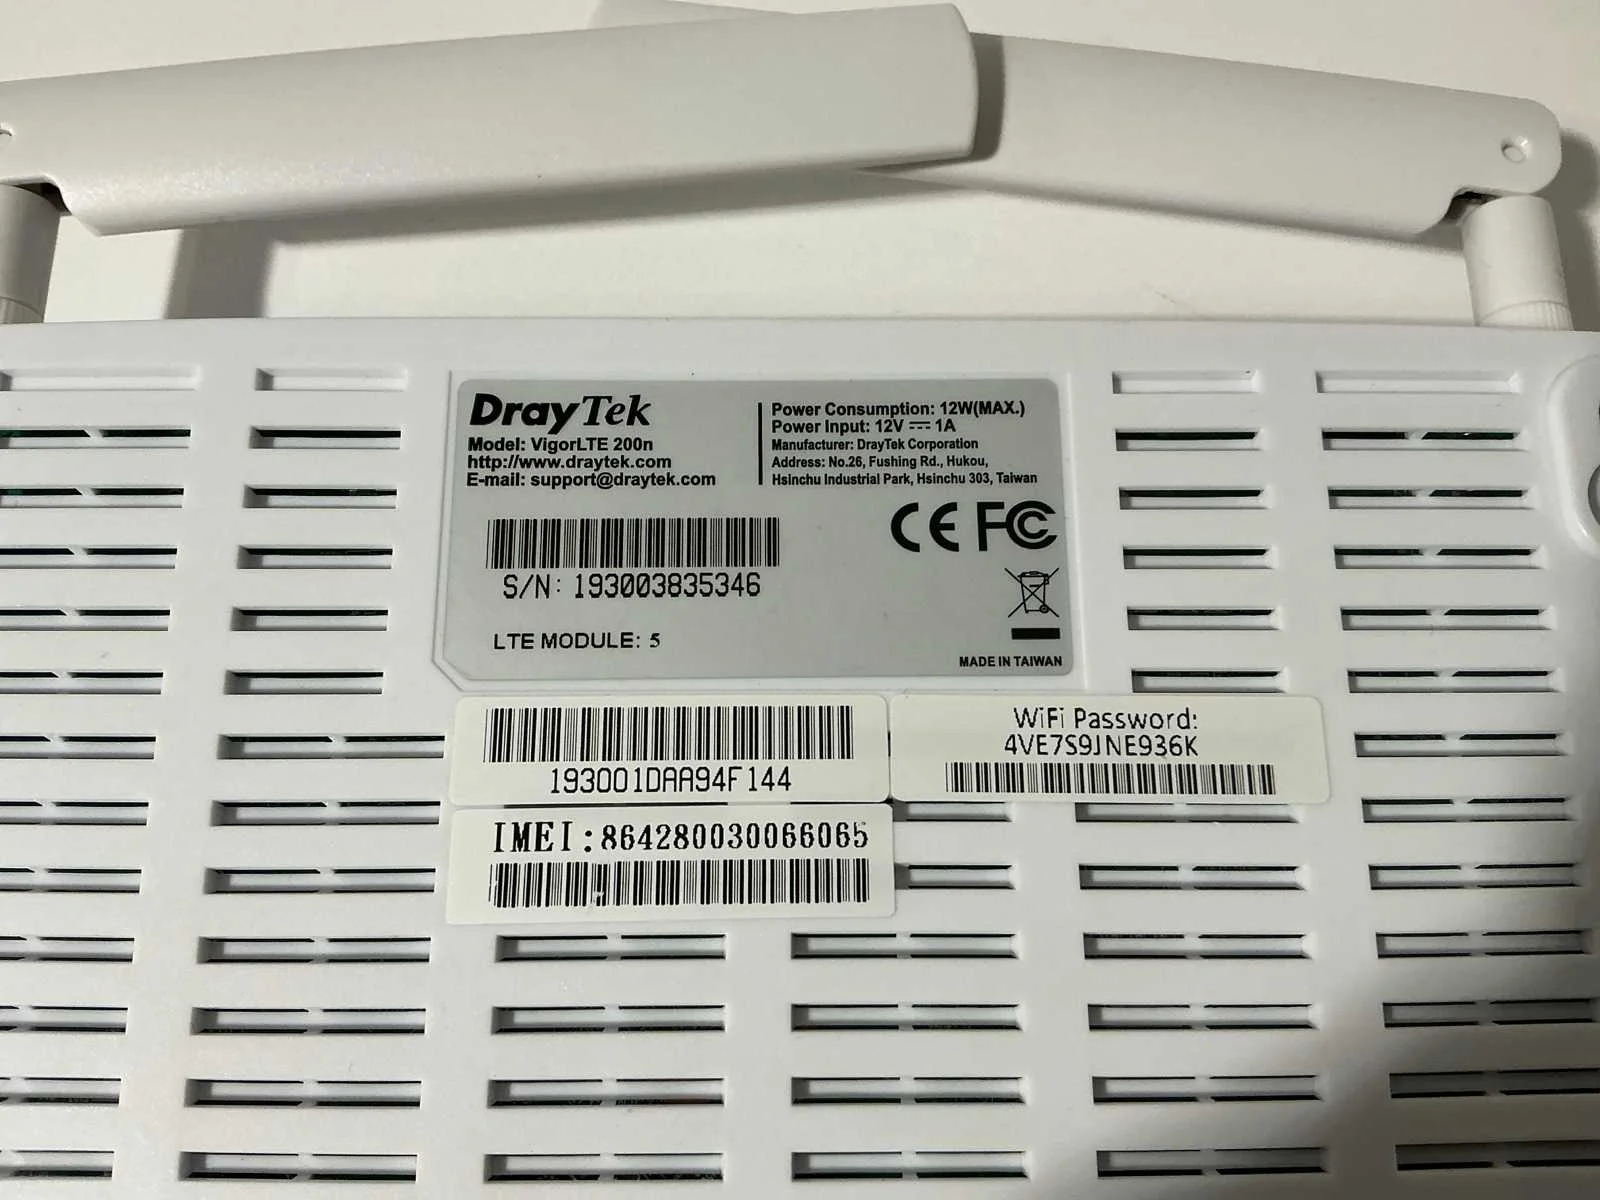 DrayTek
Model: VigorLTE 200n
http://www.draytek.com
E-mail: support@draytek.com
Power Consumption: 12W(MAX.)
Power Input: 12V ⎓ 1A
Manufacturer: DrayTek Corporation
Address: No.26, Fushing Rd., Hukou,
Hsinchu Industrial Park, Hsinchu 303, Taiwan
CE FC
S/N: 193003835346
LTE MODULE: 5
MADE IN TAIWAN
193001DAA94F144
WiFi Password:
4VE7S9JNE936K
IMEI:864280030066065